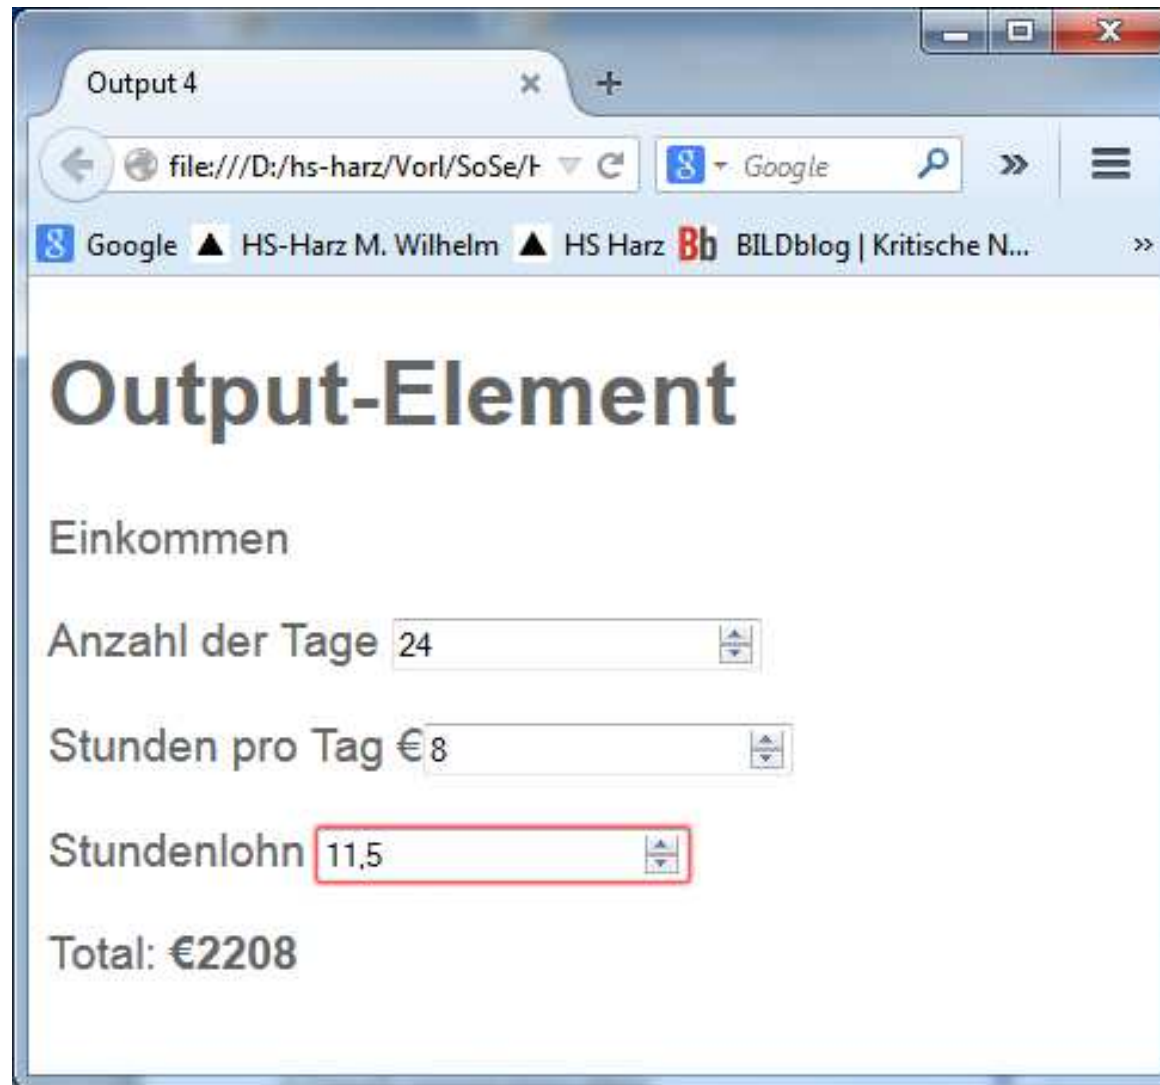 Output 4
file:///D:/hs-harz/Vorl/SoSe/H
Google
Google HS-Harz M. Wilhelm HS Harz Bb BILDblog | Kritische N... »
Output-Element
Einkommen
Anzahl der Tage 24
Stunden pro Tag €8
Stundenlohn 11,5
Total: €2208